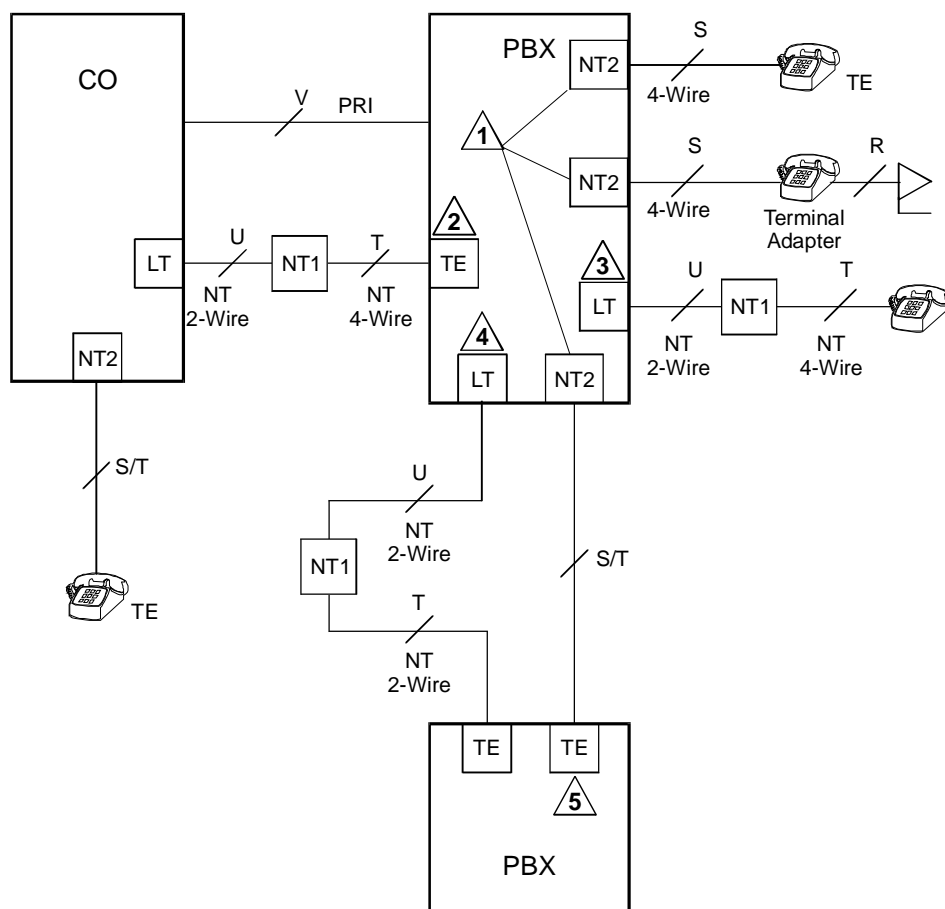 CO
PBX
NT2
S
4-Wire
TE
V
PRI
1
NT2
S
4-Wire
Terminal
Adapter
R
2
TE
LT
U
NT
2-Wire
NT1
T
NT
4-Wire
3
LT
U
NT
2-Wire
NT1
T
NT
4-Wire
NT2
4
LT
NT2
S/T
TE
U
NT
2-Wire
NT1
T
NT
2-Wire
S/T
TE
TE
5
PBX